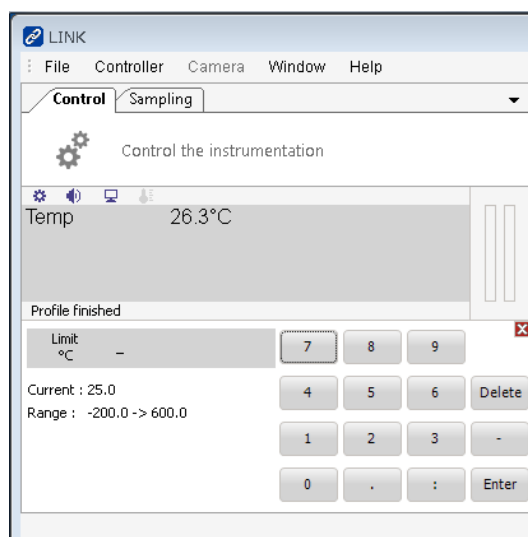 LINK
File Controller Camera Window Help
Control Sampling
Control the instrumentation
Temp 26.3°C
Profile finished
Limit
°C –
7 8 9
Current : 25.0
4 5 6 Delete
Range : -200.0 -> 600.0
1 2 3 -
0 . : Enter